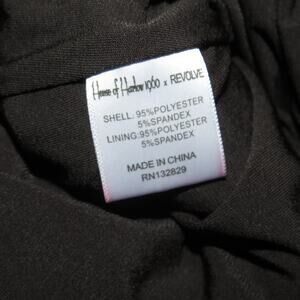 House of Harlow 1960 x REVOLVE
SHELL: 95%POLYESTER
5%SPANDEX
LINING: 95%POLYESTER
5%SPANDEX
MADE IN CHINA
RN132829